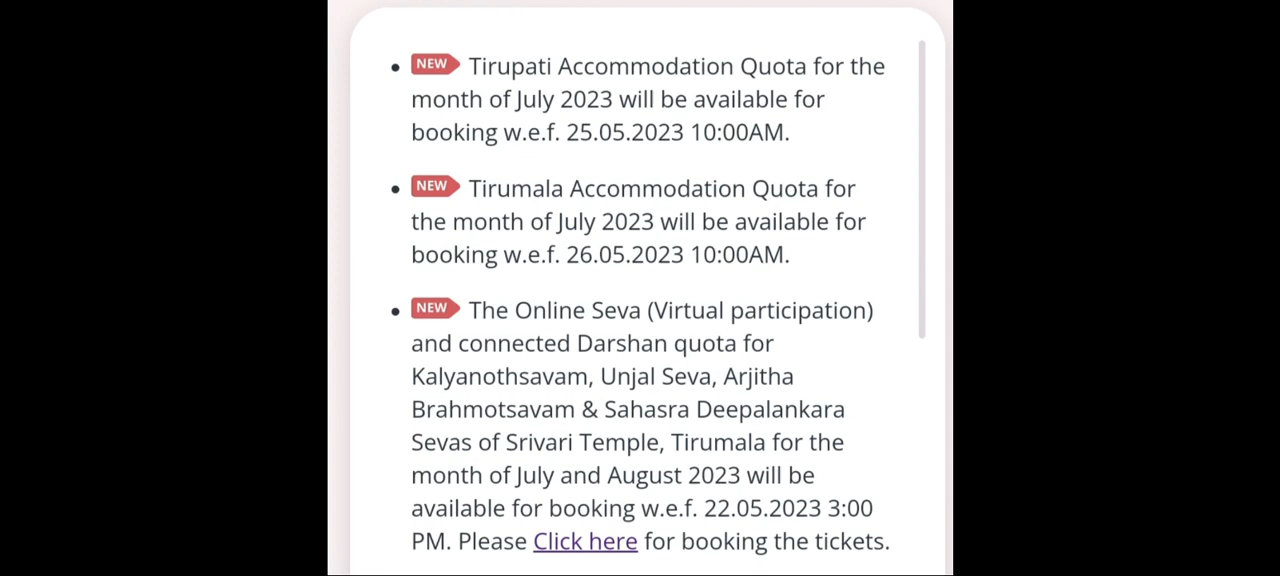 NEW Tirupati Accommodation Quota for the
month of July 2023 will be available for
booking w.e.f. 25.05.2023 10:00AM.
NEW Tirumala Accommodation Quota for
the month of July 2023 will be available for
booking w.e.f. 26.05.2023 10:00AM.
NEW The Online Seva (Virtual participation)
and connected Darshan quota for
Kalyanothsavam, Unjal Seva, Arjitha
Brahmotsavam & Sahasra Deepalankara
Sevas of Srivari Temple, Tirumala for the
month of July and August 2023 will be
available for booking w.e.f. 22.05.2023 3:00
PM. Please Click here for booking the tickets.